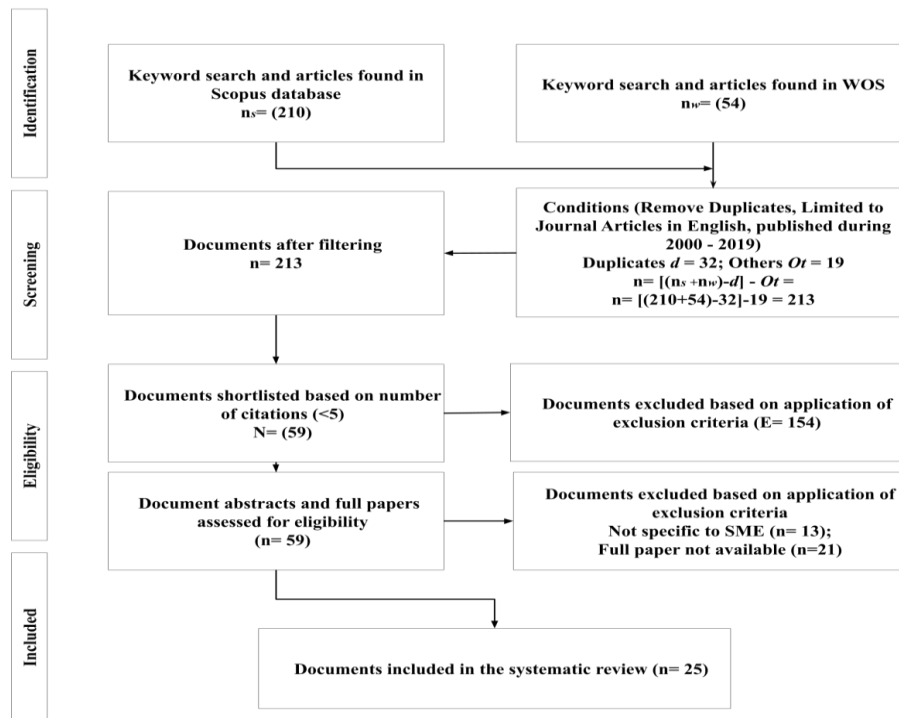 Identification
Keyword search and articles found in
Scopus database
ns= (210)
Keyword search and articles found in WOS
nw= (54)
Screening
Documents after filtering
n= 213
Conditions (Remove Duplicates, Limited to
Journal Articles in English, published during
2000 - 2019)
Duplicates d = 32; Others Ot = 19
n= [(ns +nw)-d] - Ot =
n= [(210+54)-32]-19 = 213
Eligibility
Documents shortlisted based on number
of citations (<5)
N= (59)
Documents excluded based on application of
exclusion criteria (E= 154)
Document abstracts and full papers
assessed for eligibility
(n= 59)
Documents excluded based on application of
exclusion criteria
Not specific to SME (n= 13);
Full paper not available (n=21)
Included
Documents included in the systematic review (n= 25)